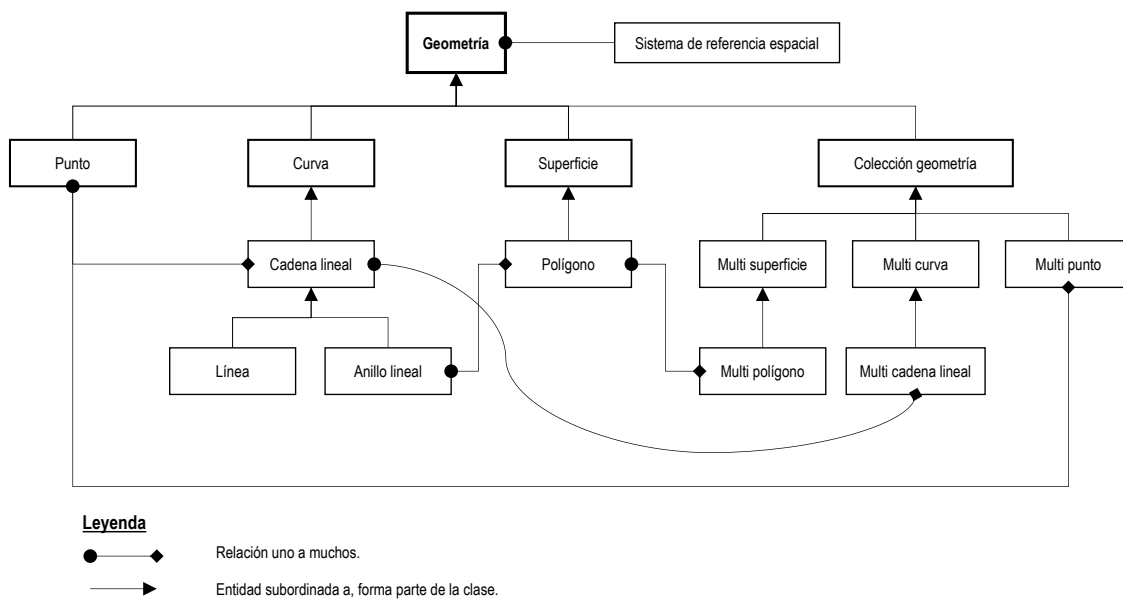 Geometría
Sistema de referencia espacial
Punto
Curva
Superficie
Colección geometría
Cadena lineal
Polígono
Multi superficie
Multi curva
Multi punto
Línea
Anillo lineal
Multi polígono
Multi cadena lineal
Leyenda
Relación uno a muchos.
Entidad subordinada a, forma parte de la clase.